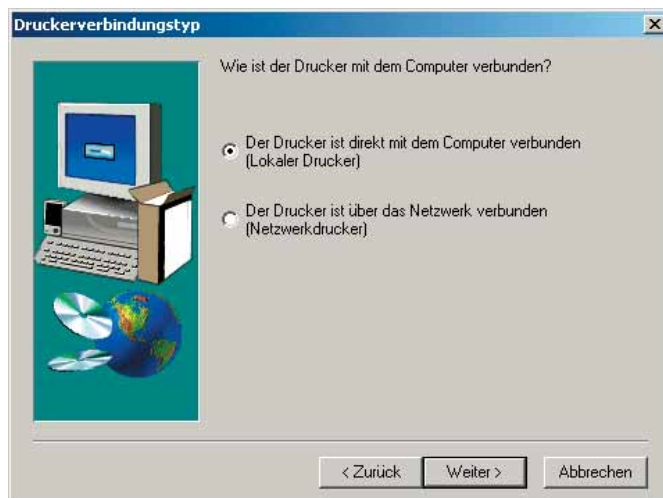 Druckerverbindungstyp
Wie ist der Drucker mit dem Computer verbunden?
Der Drucker ist direkt mit dem Computer verbunden
(Lokaler Drucker)
Der Drucker ist über das Netzwerk verbunden
(Netzwerkdrucker)
< Zurück
Weiter >
Abbrechen